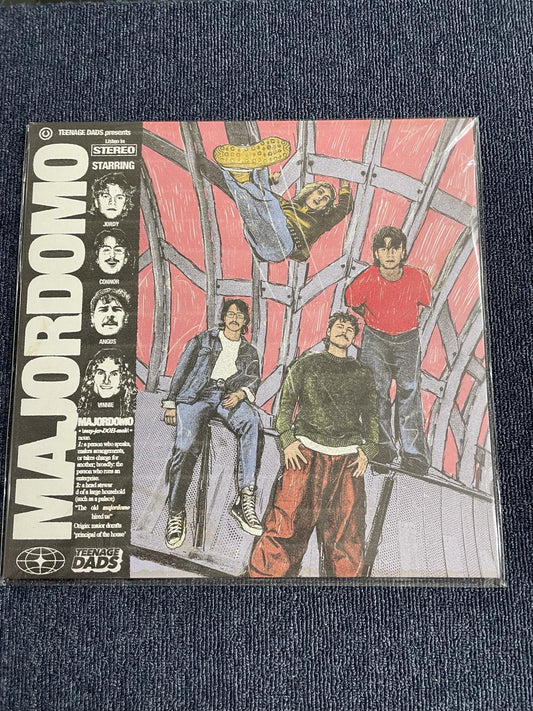 TEENAGE DADS presents
Listen in
STEREO
STARRING
JORDY
CONNOR
ANGUS
VINNIE
MAJORDOMO
MAJORDOMO
noun.
1: a person who speaks,
makes arrangements,
or takes charge for
another; broadly: the
person who runs an
enterprise.
2: a head stewar
d of a large household
(such as a palace)
"The old majordomo
hired us"
'principal of the house'
TEENAGE
DADS